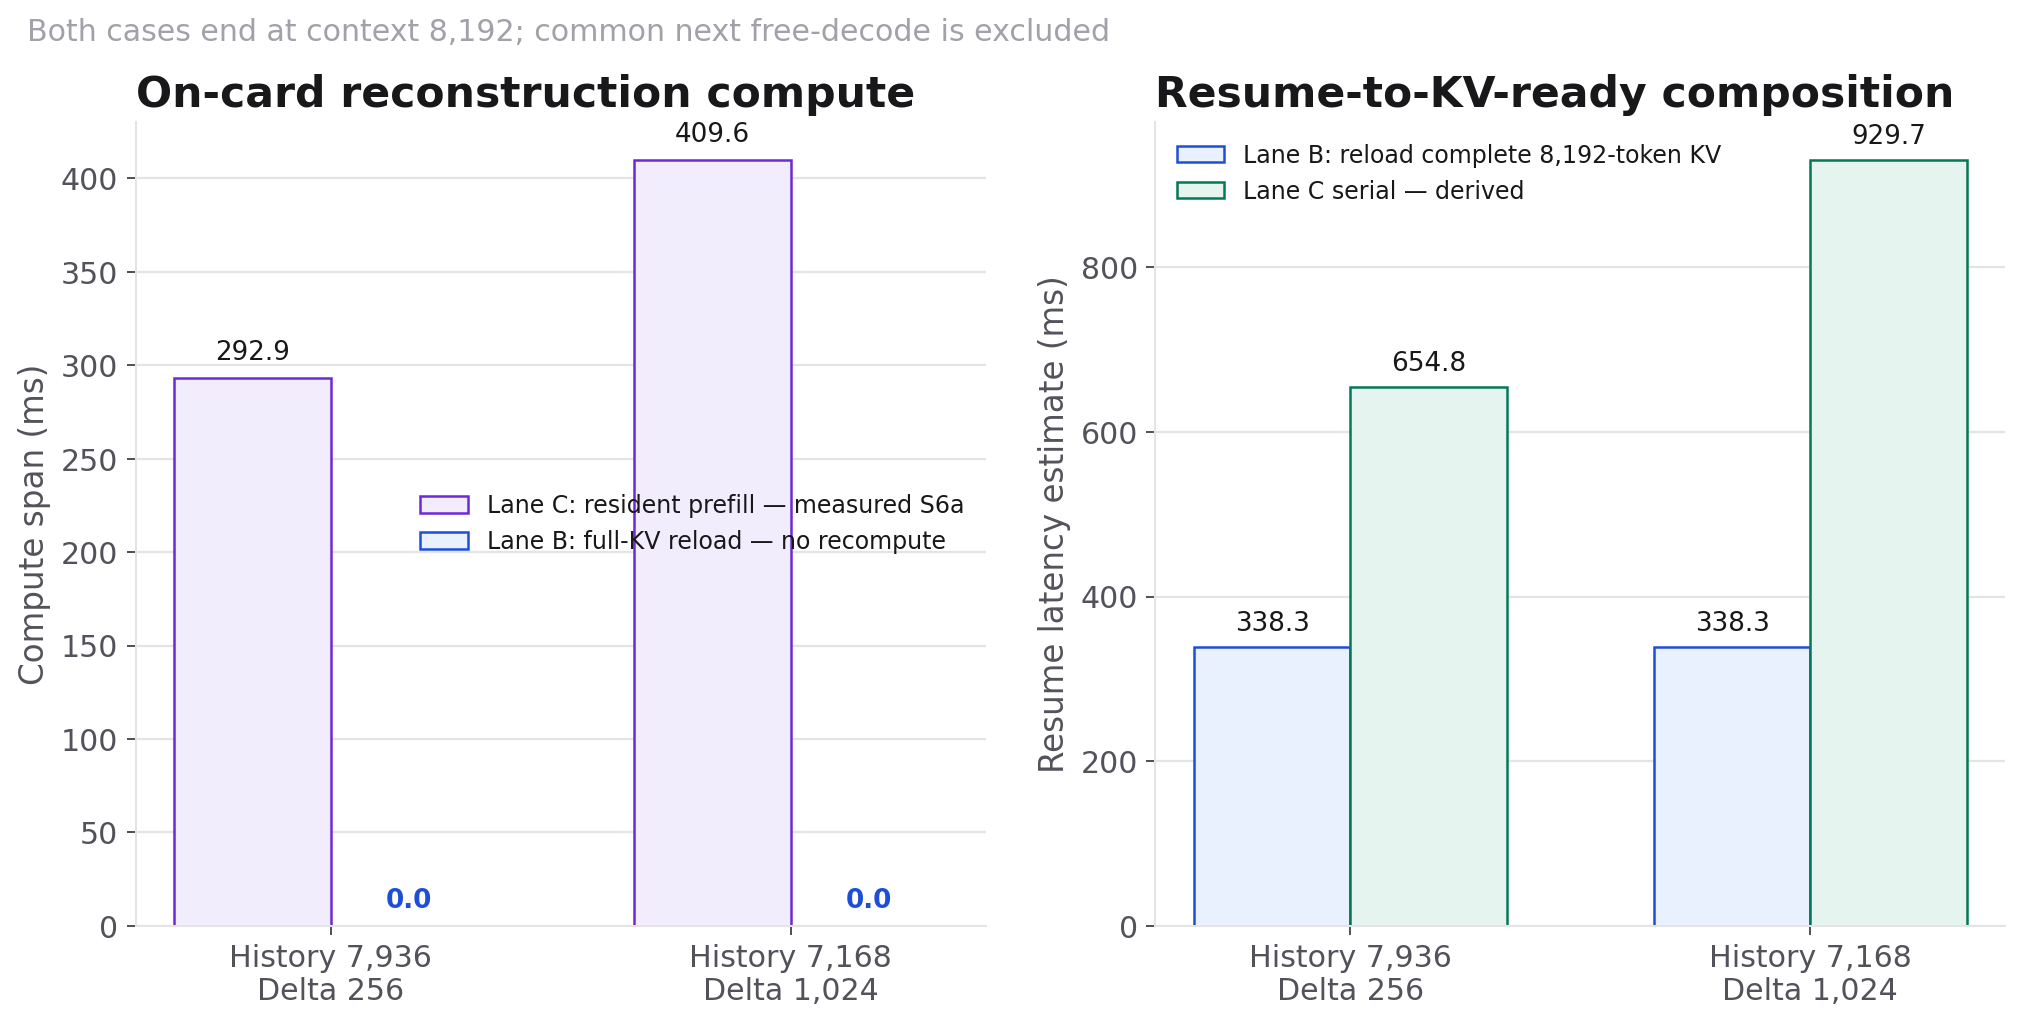 Both cases end at context 8,192; common next free-decode is excluded
On-card reconstruction compute
Compute span (ms)
400
350
300
250
200
150
100
50
0
409.6
292.9
Lane C: resident prefill — measured S6a
Lane B: full-KV reload — no recompute
0.0
0.0
History 7,936
Delta 256
History 7,168
Delta 1,024
Resume-to-KV-ready composition
Resume latency estimate (ms)
800
600
400
200
0
Lane B: reload complete 8,192-token KV
Lane C serial — derived
929.7
654.8
338.3
338.3
History 7,936
Delta 256
History 7,168
Delta 1,024